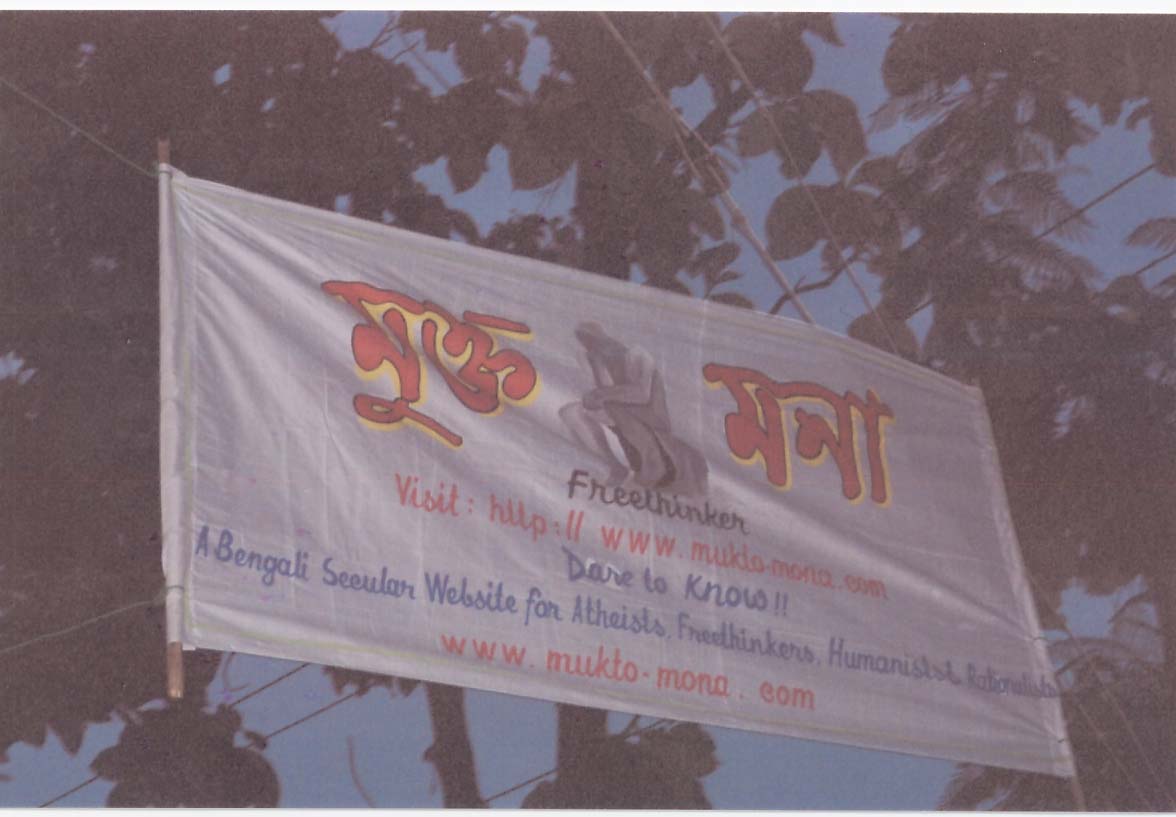 মুক্ত মনা
Freethinker
Visit: http:// www.mukto-mona.com
Dare to Know!!
A Bengali Secular Website for Atheists, Freethinkers, Humanists & Rationalists
www.mukto-mona.com